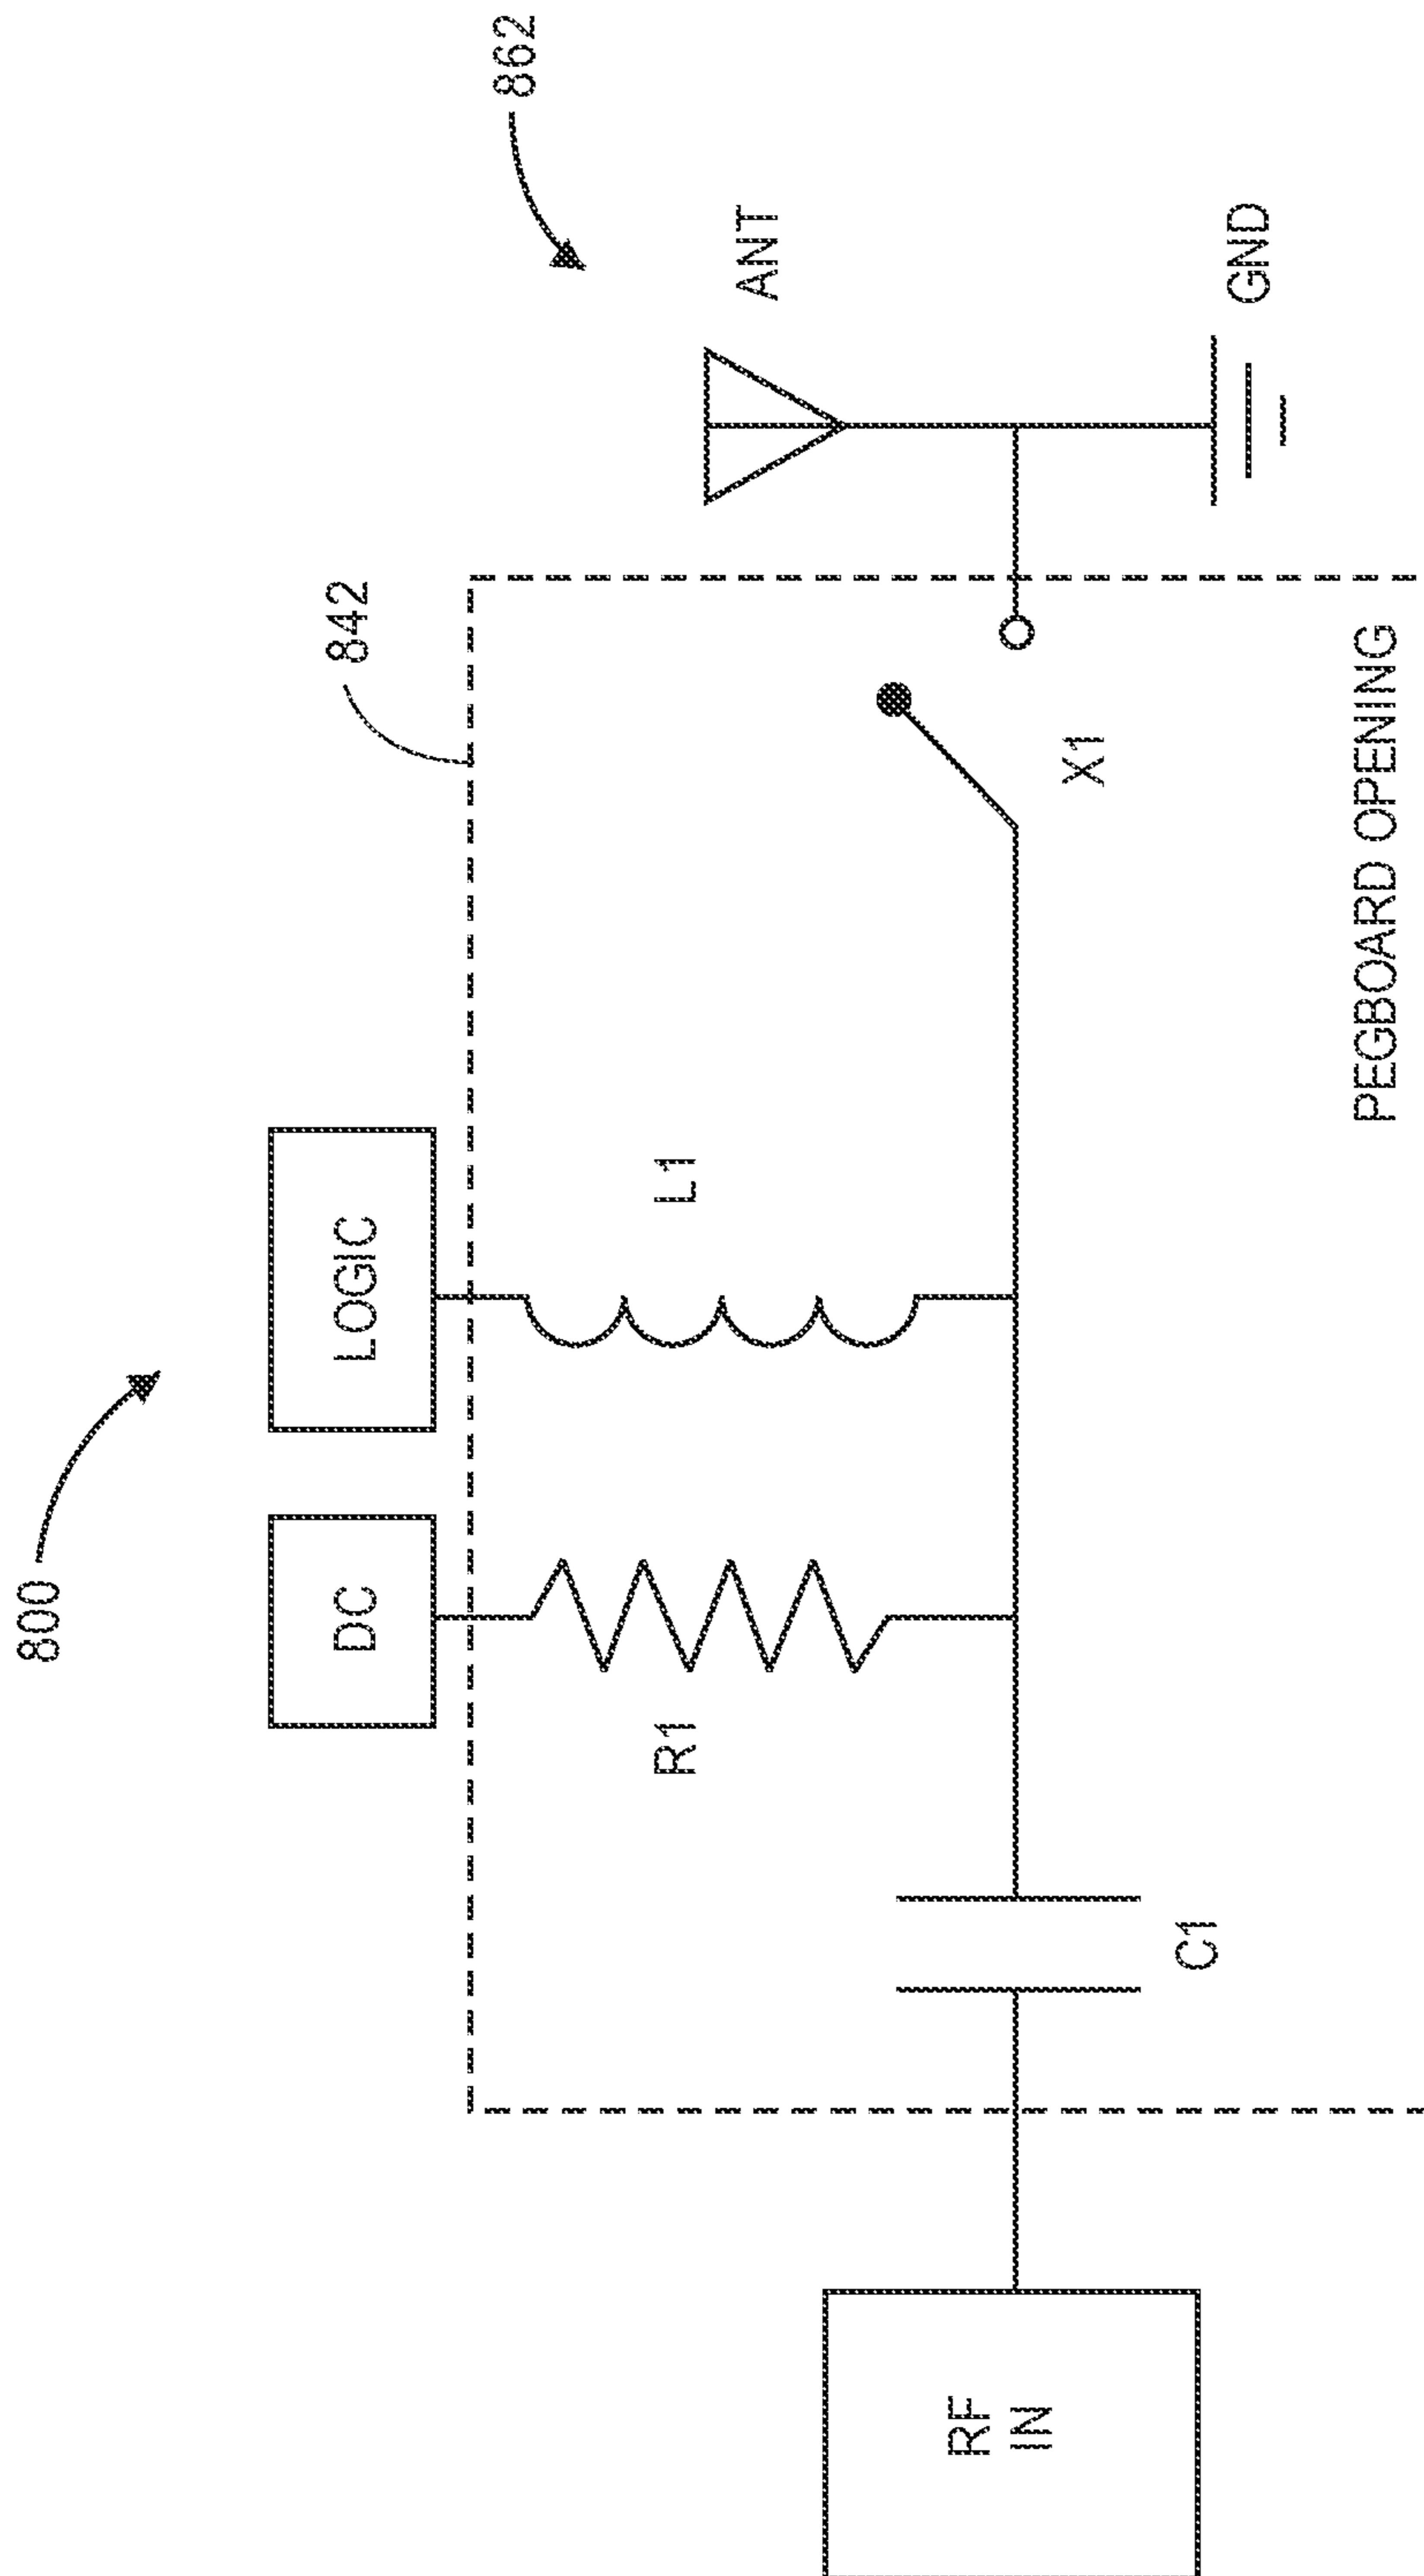 800
DC
LOGIC
842
862
R1
L1
ANT
X1
C1
GND
RF
IN
PEGBOARD OPENING